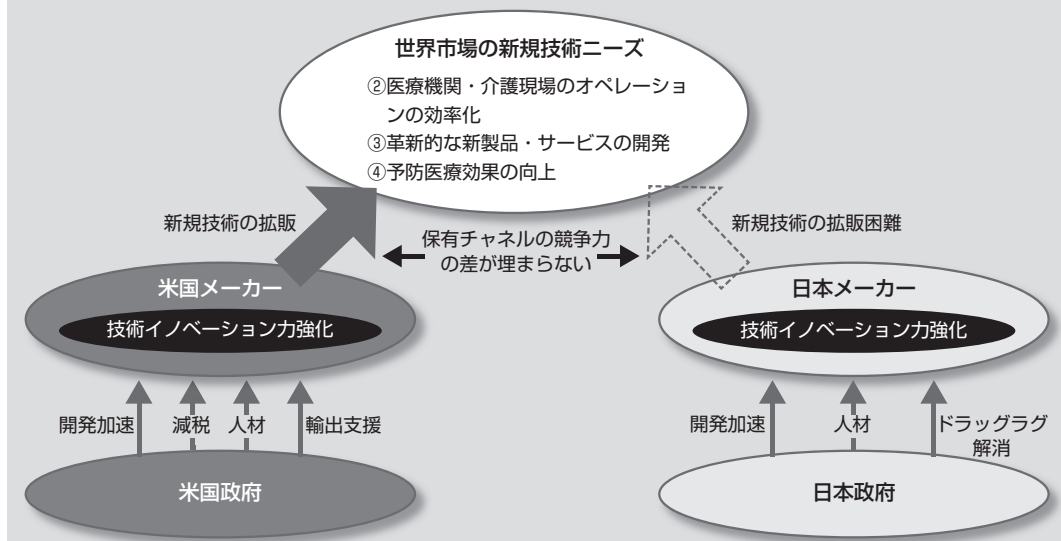 世界市場の新規技術ニーズ
②医療機関・介護現場のオペレーショ
ンの効率化
③革新的な新製品・サービスの開発
④予防医療効果の向上
新規技術の拡販
保有チャネルの競争力
の差が埋まらない
新規技術の拡販困難
米国メーカー
技術イノベーション力強化
日本メーカー
技術イノベーション力強化
開発加速
減税
人材
輸出支援
開発加速
人材
ドラッグラグ
解消
米国政府
日本政府